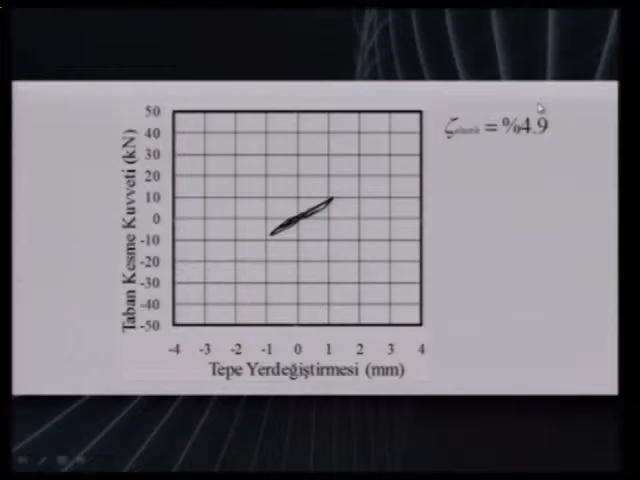 50
ζ = %4.9
40
30
20
10
0
-10
-20
-30
-40
-50
Taban Kesme Kuvveti (kN)
-4 -3 -2 -1 0 1 2 3 4
Tepe Yerdeğiştirmesi (mm)